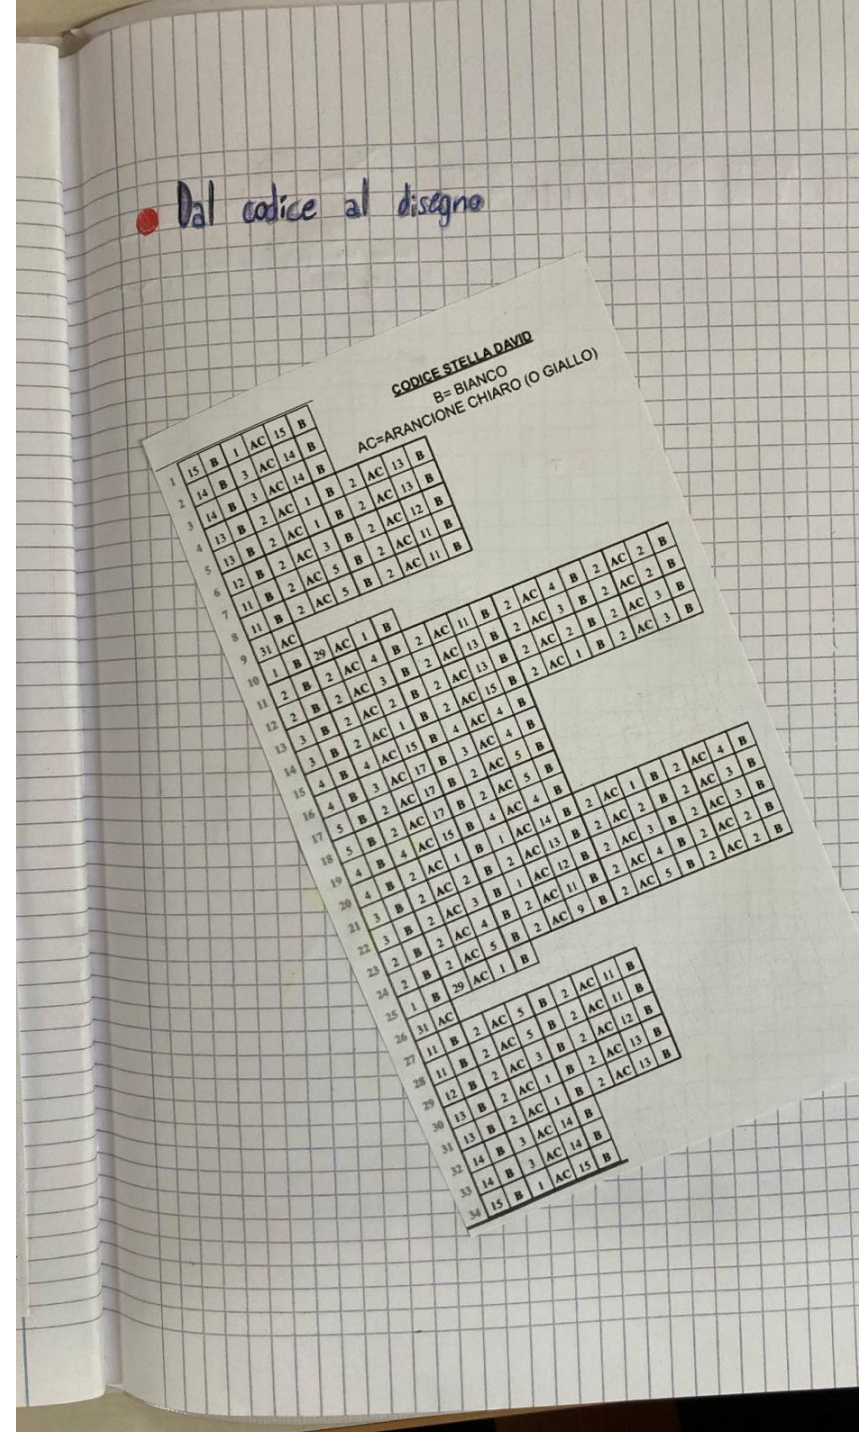 Dal codice al disegno
CODICE STELLA DAVID
B= BIANCO
AC=ARANCIONE CHIARO (O GIALLO)
1 15 B 1 AC 15 B
2 14 B 3 AC 14 B
3 14 B 3 AC 14 B
4 13 B 2 AC 1 B 2 AC 13 B
5 13 B 2 AC 1 B 2 AC 13 B
6 12 B 2 AC 3 B 2 AC 12 B
7 11 B 2 AC 5 B 2 AC 11 B
8 11 B 2 AC 5 B 2 AC 11 B
9 31 AC
10 1 B 29 AC 1 B
11 2 B 2 AC 4 B 2 AC 11 B 2 AC 4 B 2 AC 2 B
12 2 B 2 AC 3 B 2 AC 13 B 2 AC 3 B 2 AC 2 B
13 3 B 2 AC 2 B 2 AC 13 B 2 AC 2 B 2 AC 3 B
14 3 B 2 AC 1 B 2 AC 15 B 2 AC 1 B 2 AC 3 B
15 4 B 4 AC 15 B 4 AC 4 B
16 4 B 3 AC 17 B 3 AC 4 B
17 5 B 2 AC 17 B 2 AC 5 B
18 5 B 2 AC 17 B 2 AC 5 B
19 4 B 4 AC 15 B 4 AC 4 B
20 4 B 2 AC 1 B 1 AC 14 B 2 AC 1 B 2 AC 4 B
21 3 B 2 AC 2 B 2 AC 13 B 2 AC 2 B 2 AC 3 B
22 3 B 2 AC 3 B 1 AC 12 B 2 AC 3 B 2 AC 3 B
23 2 B 2 AC 4 B 2 AC 11 B 2 AC 4 B 2 AC 2 B
24 2 B 2 AC 5 B 2 AC 9 B 2 AC 5 B 2 AC 2 B
25 1 B 29 AC 1 B
26 31 AC
27 11 B 2 AC 5 B 2 AC 11 B
28 11 B 2 AC 5 B 2 AC 11 B
29 12 B 2 AC 3 B 2 AC 12 B
30 13 B 2 AC 1 B 2 AC 13 B
31 13 B 2 AC 1 B 2 AC 13 B
32 14 B 3 AC 14 B
33 14 B 3 AC 14 B
34 15 B 1 AC 15 B